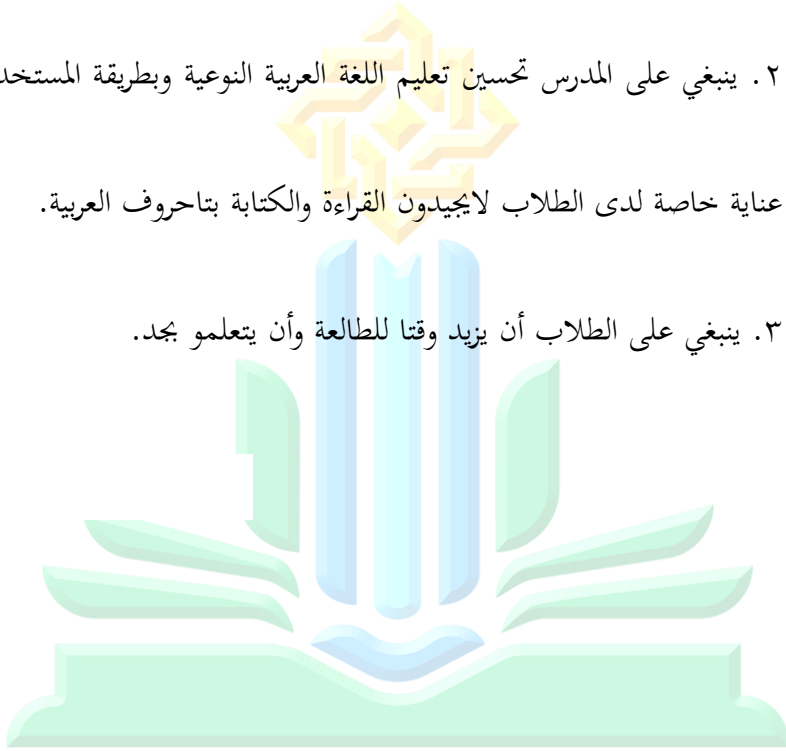 ٢. ينبغي على المدرس تحسين تعليم اللغة العربية النوعية وبطريقة
عناية خاصة لدى الطلاب لايجيدون القراءة والكتابة بتاحروف العربية.
٣. ينبغي على الطلاب أن يزيد وقتا للطالعة وأن يتعلمو بجد.